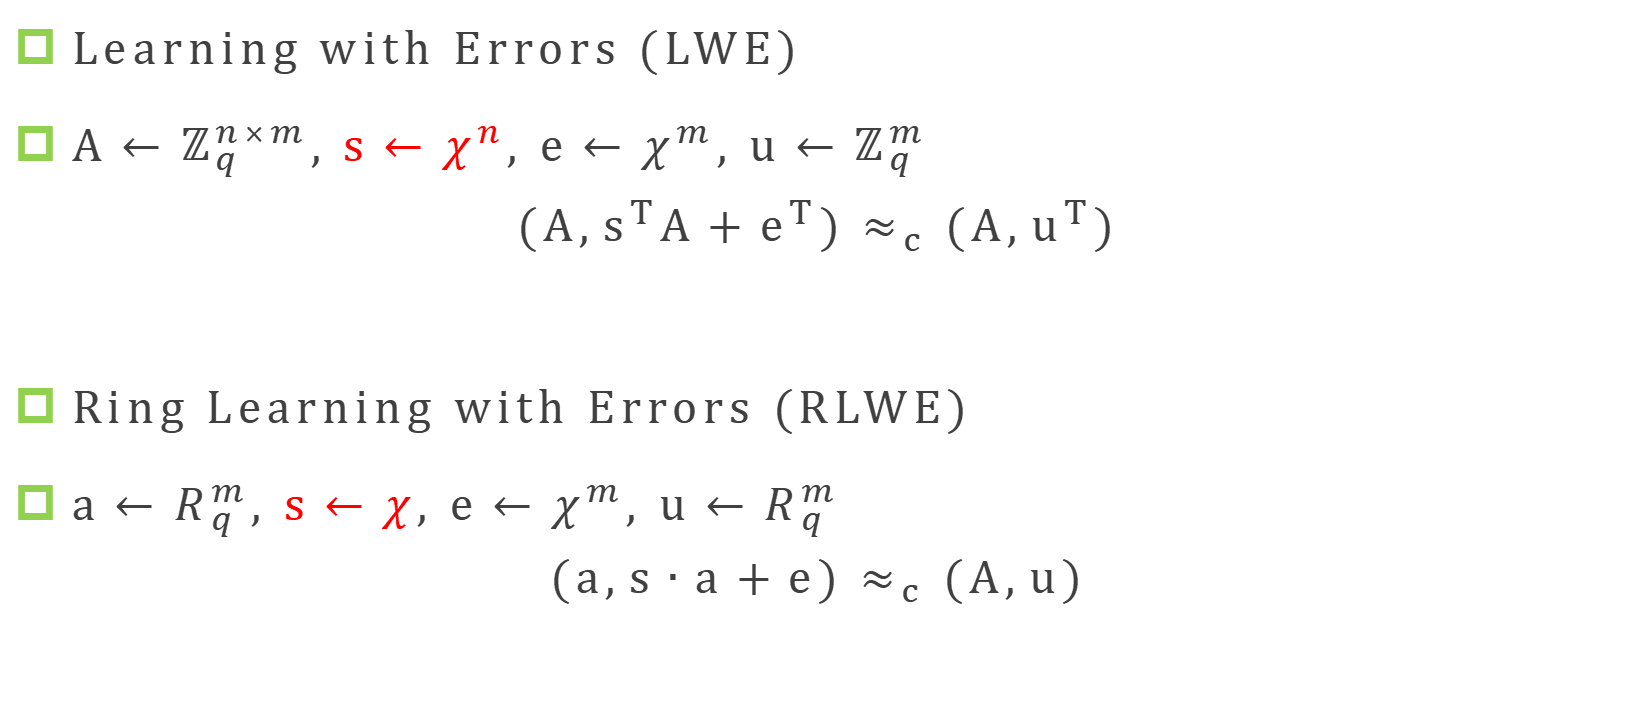 Learning with Errors (LWE)
A ← ℤ_q^{n×m}, s ← χ^n, e ← χ^m, u ← ℤ_q^m
(A, s^T A + e^T) ≈_c (A, u^T)
Ring Learning with Errors (RLWE)
a ← R_q^m, s ← χ, e ← χ^m, u ← R_q^m
(a, s · a + e) ≈_c (A, u)